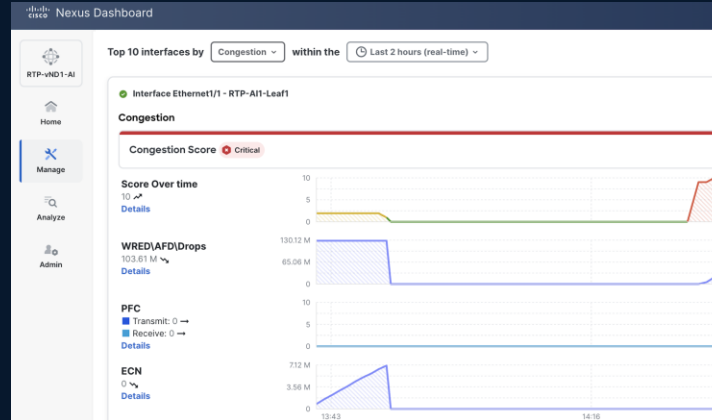 CISCO Nexus Dashboard
RTP-vND1-AI
Home
Manage
Analyze
Admin
Top 10 interfaces by Congestion within the Last 2 hours (real-time)
Interface Ethernet1/1 - RTP-AI1-Leaf1
Congestion
Congestion Score Critical
Score Over time
10
Details
10
5
0
WRED\AFD\Drops
103.61 M
Details
130.12 M
65.06 M
0
PFC
Transmit: 0
Receive: 0
Details
10
5
0
ECN
0
Details
7.12 M
3.56 M
0
13:43
14:16